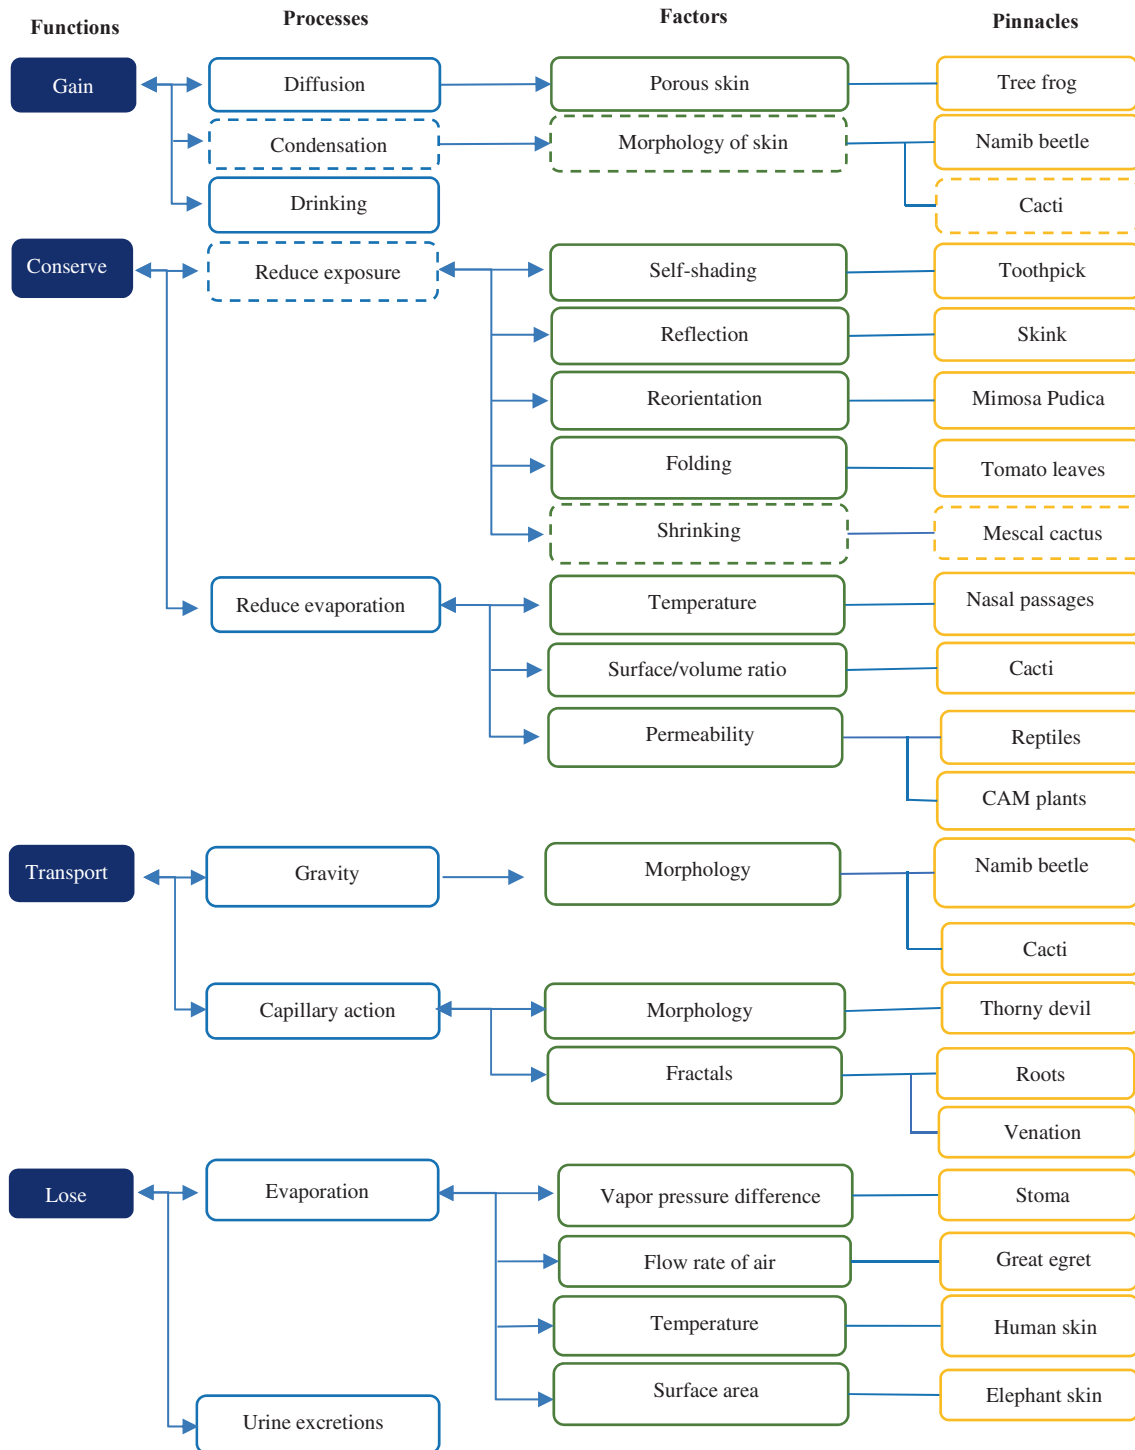 Functions
Processes
Factors
Pinnacles
Gain
Diffusion
Porous skin
Tree frog
Condensation
Morphology of skin
Namib beetle
Drinking
Cacti
Conserve
Reduce exposure
Self-shading
Toothpick
Reflection
Skink
Reorientation
Mimosa Pudica
Folding
Tomato leaves
Shrinking
Mescal cactus
Reduce evaporation
Temperature
Nasal passages
Surface/volume ratio
Cacti
Permeability
Reptiles
CAM plants
Transport
Gravity
Morphology
Namib beetle
Cacti
Capillary action
Morphology
Thorny devil
Fractals
Roots
Venation
Lose
Evaporation
Vapor pressure difference
Stoma
Flow rate of air
Great egret
Temperature
Human skin
Surface area
Elephant skin
Urine excretions